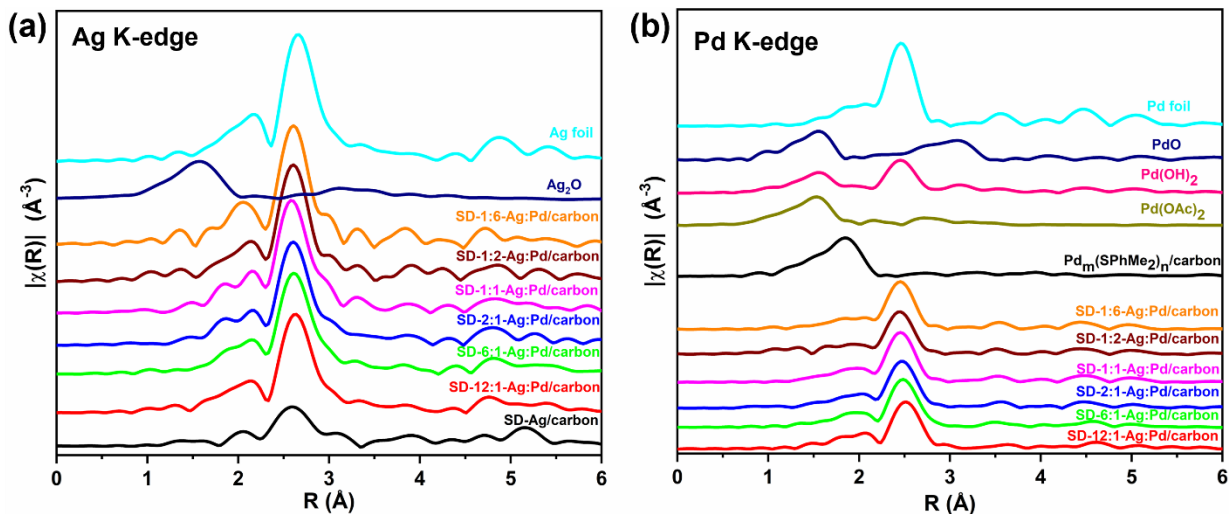 (a)
Ag K-edge
Ag foil
Ag₂O
SD-1:6-Ag:Pd/carbon
SD-1:2-Ag:Pd/carbon
SD-1:1-Ag:Pd/carbon
SD-2:1-Ag:Pd/carbon
SD-6:1-Ag:Pd/carbon
SD-12:1-Ag:Pd/carbon
SD-Ag/carbon
|χ(R)| (Å⁻³)
0 1 2 3 4 5 6
R (Å)
(b)
Pd K-edge
Pd foil
PdO
Pd(OH)₂
Pd(OAc)₂
Pdₘ(SPhMe₂)ₙ/carbon
SD-1:6-Ag:Pd/carbon
SD-1:2-Ag:Pd/carbon
SD-1:1-Ag:Pd/carbon
SD-2:1-Ag:Pd/carbon
SD-6:1-Ag:Pd/carbon
SD-12:1-Ag:Pd/carbon
|χ(R)| (Å⁻³)
0 1 2 3 4 5 6
R (Å)